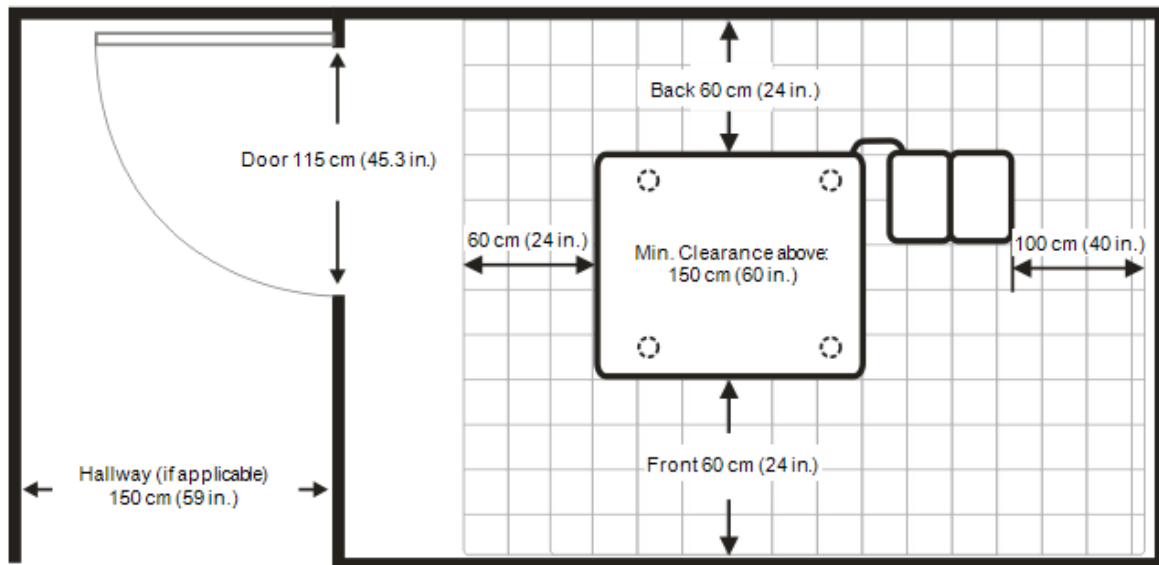 Back 60 cm (24 in.)
Door 115 cm (45.3 in.)
60 cm (24 in.)
Min. Clearance above:
150 cm (60 in.)
100 cm (40 in.)
Front 60 cm (24 in.)
Hallway (if applicable)
150 cm (59 in.)